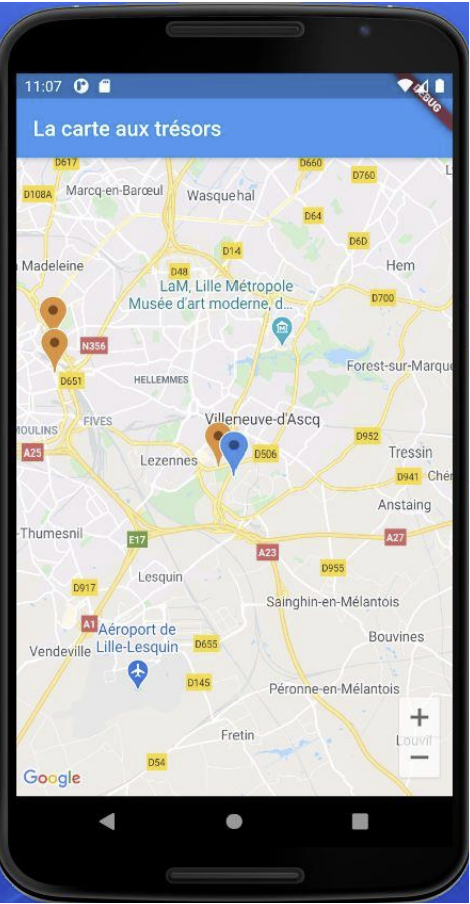 11:07
DEBUG
La carte aux trésors
D617
D660
D760
D108A
Marcq-en-Barœul
Wasquehal
D64
D14
D6D
Madeleine
D48
Hem
LaM, Lille Métropole
Musée d'art moderne, d...
D700
N356
Forest-sur-Marque
D651
HELLEMMES
FIVES
MOULINS
Villeneuve-d'Ascq
D952
A25
Lezennes
D506
Tressin
D941
Chér
Anstaing
-Thumesnil
E17
A23
A27
D955
Lesquin
D917
Sainghin-en-Mélantois
A1
Aéroport de
Lille-Lesquin
D655
Bouvines
Vendeville
D145
Péronne-en-Mélantois
+
Fretin
Louvil
−
D54
Google